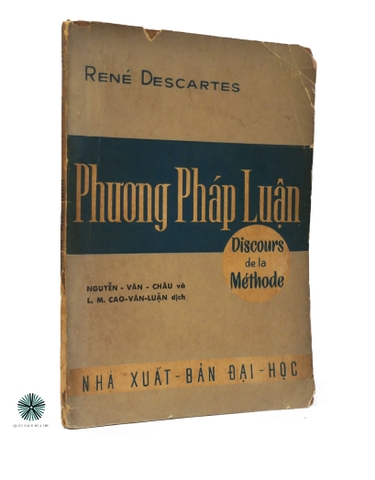 RENÉ DESCARTES
Phương Pháp Luận
Discours
de la
Méthode
NGUYỄN - VĂN - CHÂU và
L. M. CAO-VĂN-LUẬN dịch
NHÀ XUẤT-BẢN ĐẠI-HỌC